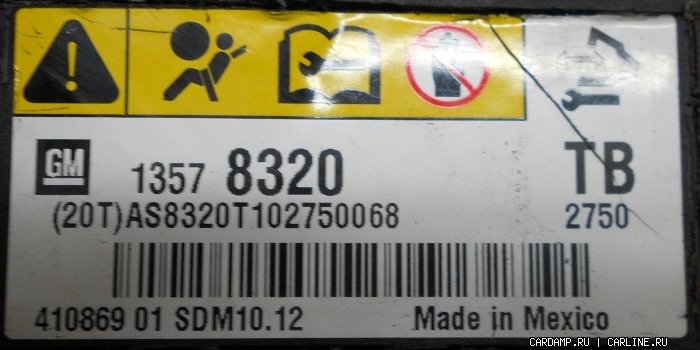 GM 1357 8320 TB
(20T)AS8320T102750068 2750
410869 01 SDM10.12 Made in Mexico
CARDAMP.RU | CARLINE.RU